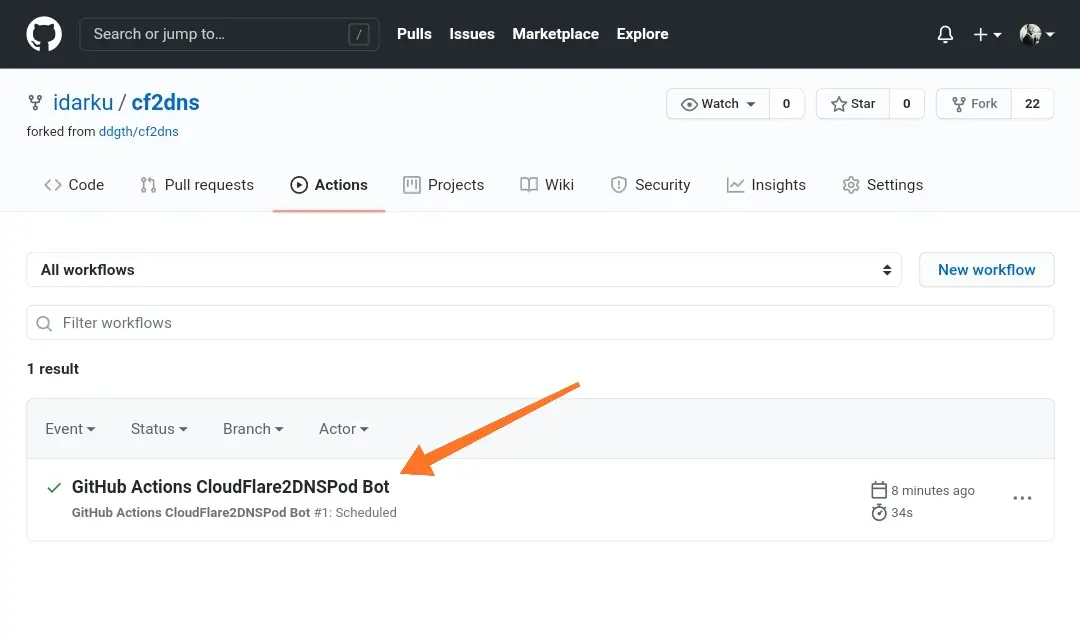 Search or jump to… / Pulls Issues Marketplace Explore
idarku / cf2dns Watch 0 Star 0 Fork 22
forked from ddgth/cf2dns
Code Pull requests Actions Projects Wiki Security Insights Settings
All workflows New workflow
Filter workflows
1 result
Event Status Branch Actor
GitHub Actions CloudFlare2DNSPod Bot 8 minutes ago
GitHub Actions CloudFlare2DNSPod Bot #1: Scheduled 34s